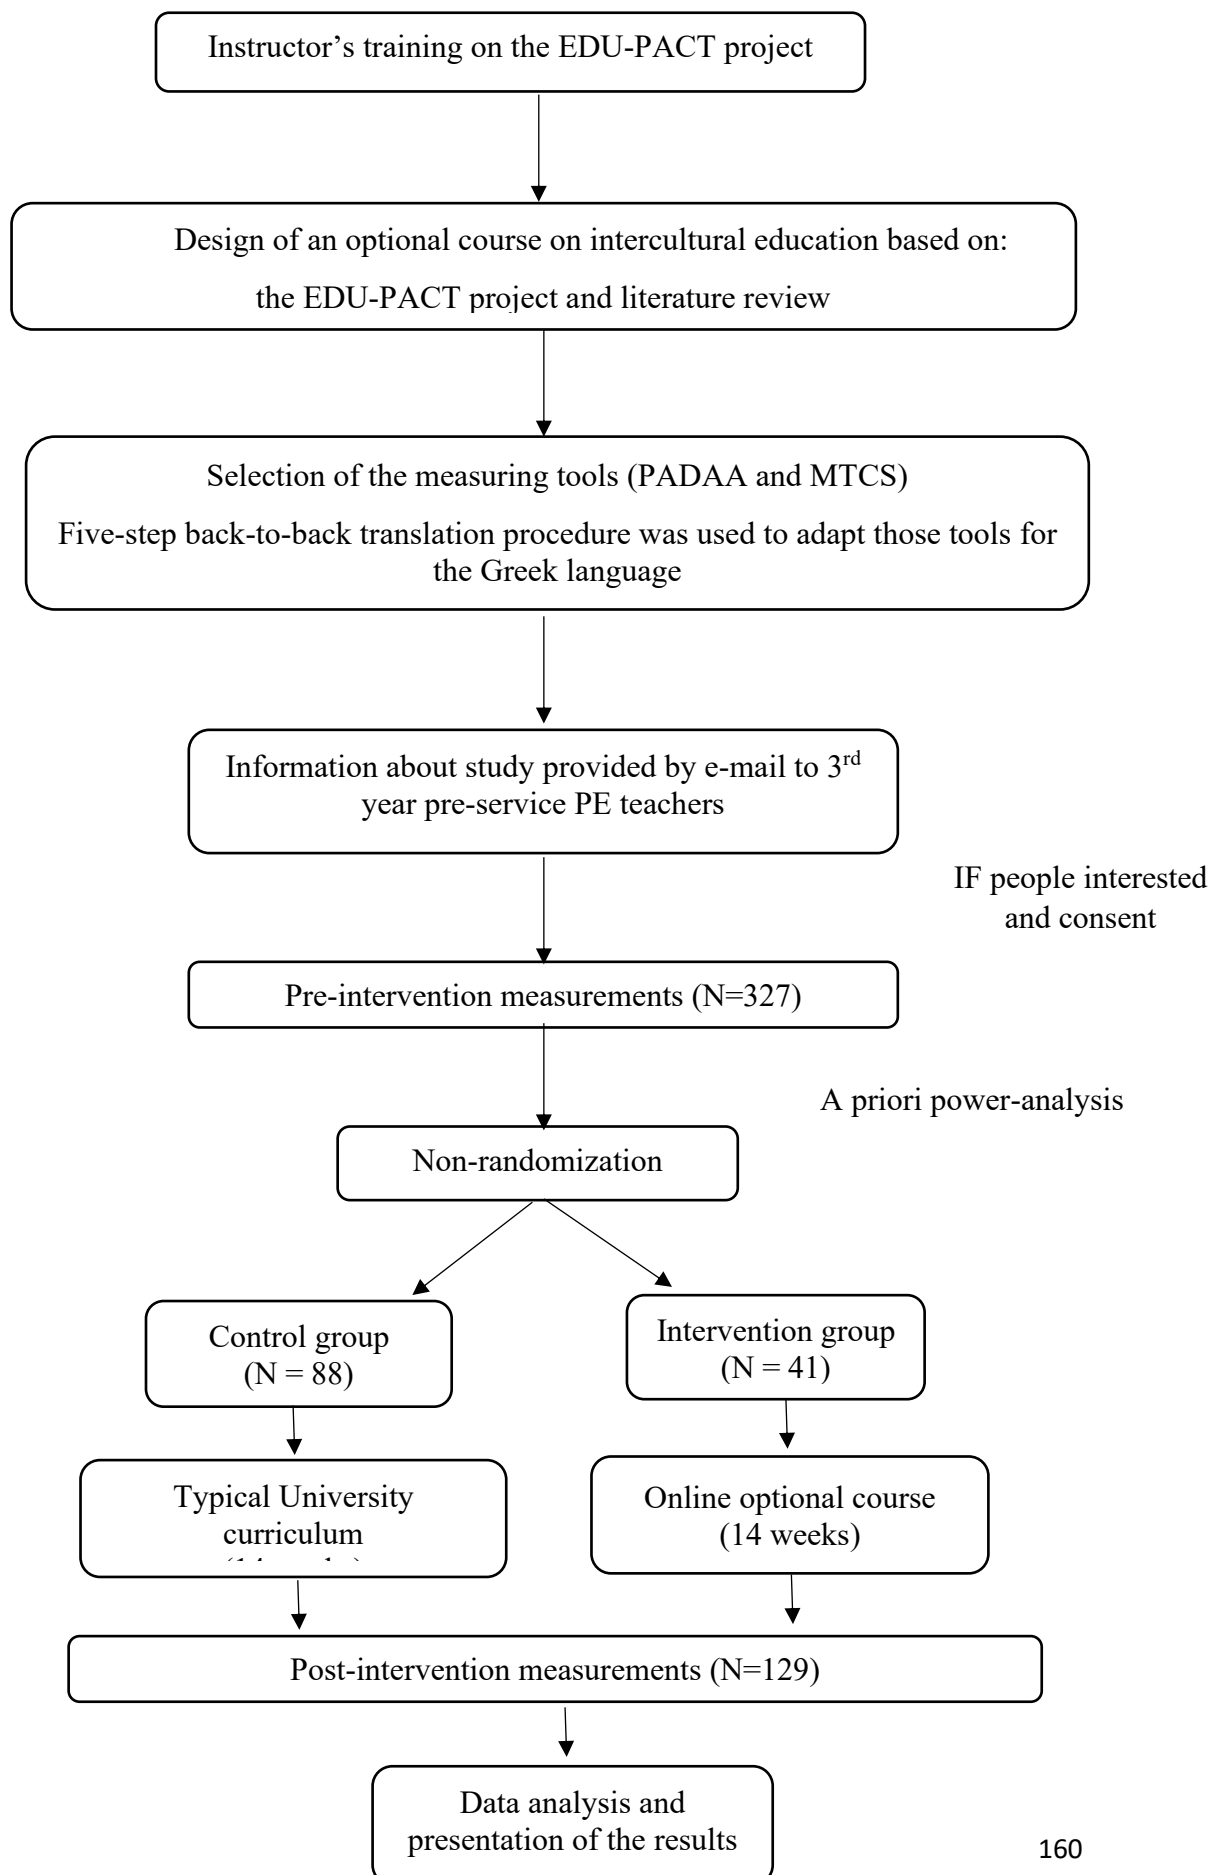 Instructor’s training on the EDU-PACT project
Design of an optional course on intercultural education based on:
the EDU-PACT project and literature review
Selection of the measuring tools (PADAA and MTCS)
Five-step back-to-back translation procedure was used to adapt those tools for
the Greek language
Information about study provided by e-mail to 3rd
year pre-service PE teachers
IF people interested
and consent
Pre-intervention measurements (N=327)
A priori power-analysis
Non-randomization
Control group
(N = 88)
Intervention group
(N = 41)
Typical University
curriculum
Online optional course
(14 weeks)
Post-intervention measurements (N=129)
Data analysis and
presentation of the results
160